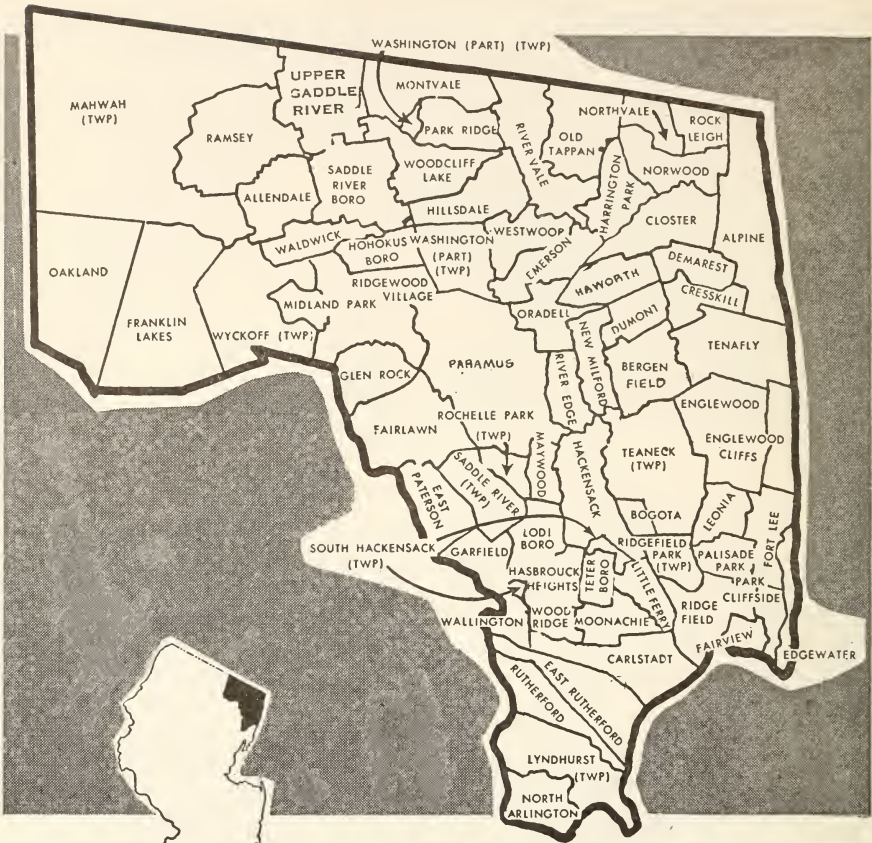 WASHINGTON (PART) (TWP)
MAHWAH
(TWP)
UPPER
SADDLE
RIVER
MONTVALE
RAMSEY
PARK RIDGE
RIVER VALE
OLD
TAPPAN
NORTHVALE
ROCK
LEIGH
NORWOOD
HARRINGTON
PARK
WOODCLIFF
LAKE
SADDLE
RIVER
BORO
ALLENDALE
HILLSDALE
CLOSTER
ALPINE
WALDWICK
HOHOKUS
BORO
WASHINGTON
(PART)
(TWP)
WESTWOOP
EMERSON
DEMAREST
HAWORTH
CRESSKILL
OAKLAND
FRANKLIN
LAKES
WYCKOFF (TWP)
MIDLAND PARK
RIDGEWOOD
VILLAGE
ORADELL
DUMONT
NEW MILFORD
TENAFLY
GLEN ROCK
PARAMUS
RIVER EDGE
BERGEN
FIELD
ENGLEWOOD
FAIRLAWN
ROCHELLE PARK
(TWP)
MAYWOOD
HACKENSACK
TEANECK
(TWP)
ENGLEWOOD
CLIFFS
EAST
PATERSON
SADDLE RIVER
(TWP)
BOGOTA
LEONIA
FORT LEE
SOUTH HACKENSACK
(TWP)
GARFIELD
LODI
BORO
RIDGEFIELD
PARK
(TWP)
PALISADE
PARK
HASBROUCK
HEIGHTS
TETER
BORO
LITTLE FERRY
PARK
CLIFFSIDE
RIDGE
FIELD
WALLINGTON
WOOD
RIDGE
MOONACHIE
FAIRVIEW
EDGEWATER
CARLSTADT
RUTHERFORD
EAST RUTHERFORD
LYNDHURST
(TWP)
NORTH
ARLINGTON